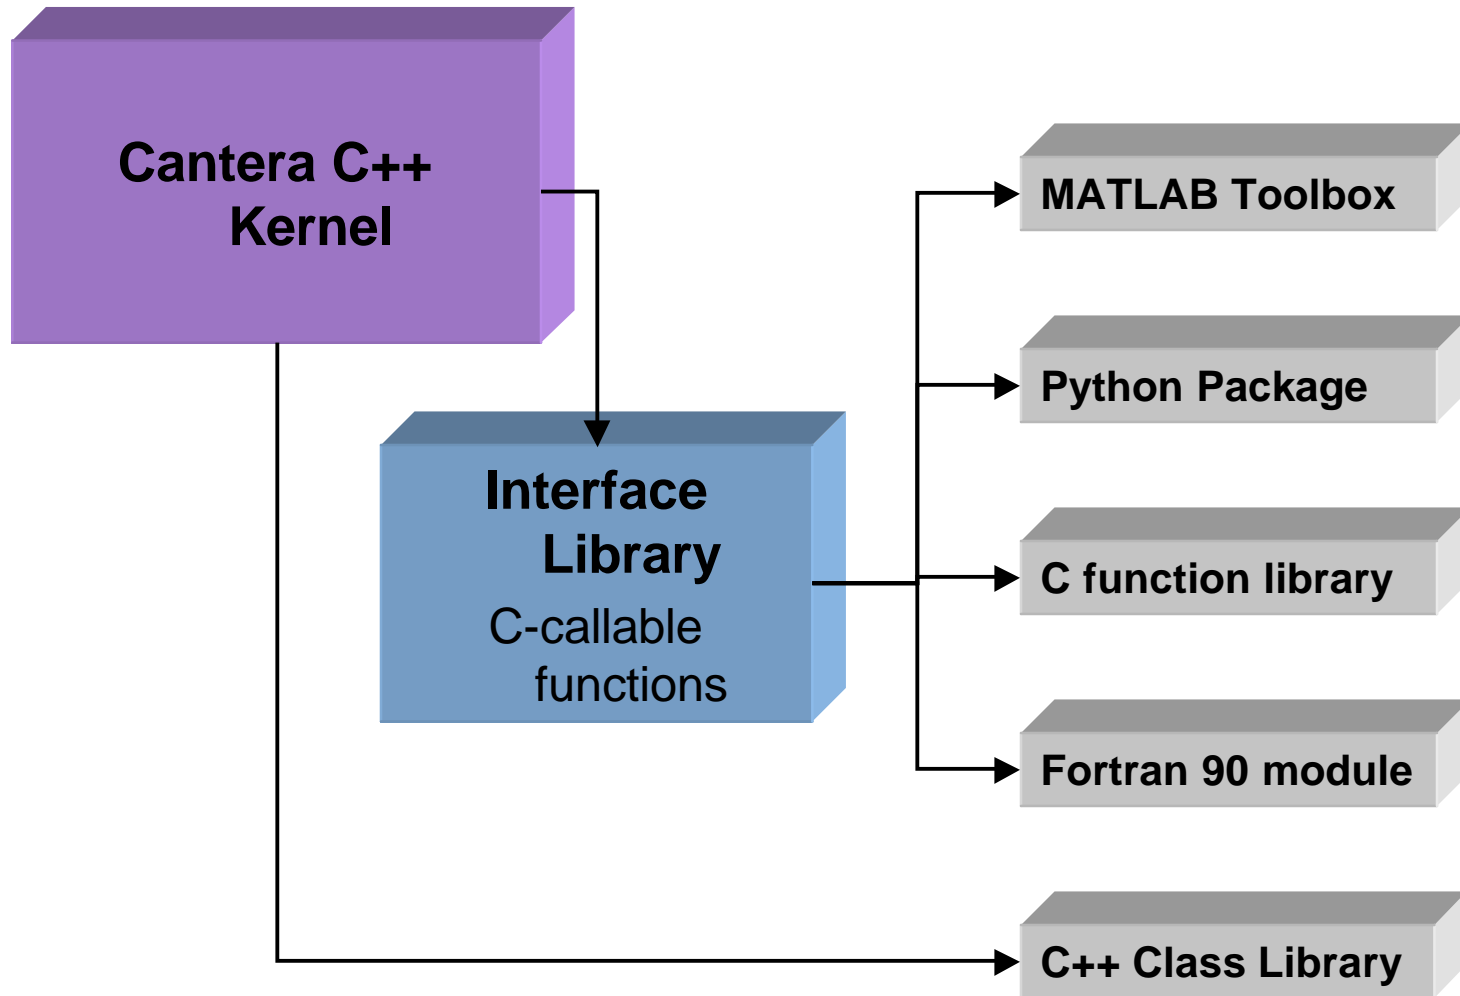 Cantera C++
Kernel
Interface
Library
C-callable
functions
MATLAB Toolbox
Python Package
C function library
Fortran 90 module
C++ Class Library